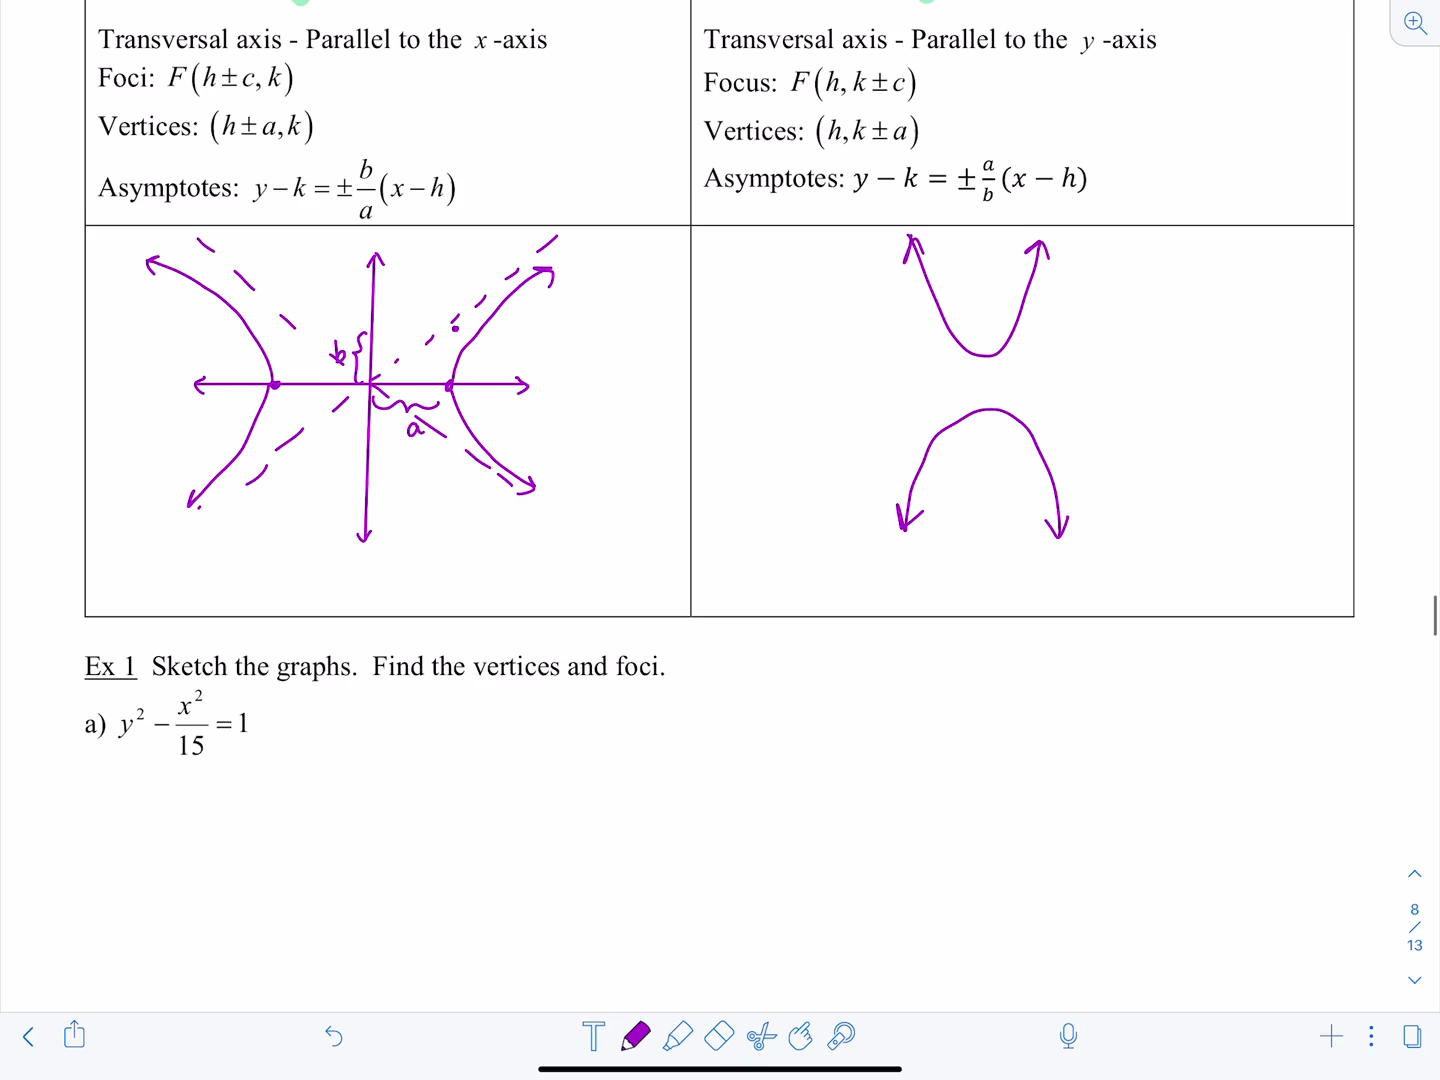 Transversal axis - Parallel to the x -axis
Foci: F(h±c, k)
Vertices: (h±a,k)
Asymptotes: y−k=±b/a(x−h)
Transversal axis - Parallel to the y -axis
Focus: F(h, k±c)
Vertices: (h,k±a)
Asymptotes: y − k = ±a/b(x − h)
b
a
Ex 1 Sketch the graphs. Find the vertices and foci.
a) y² − x²/15 = 1
8
/
13
T